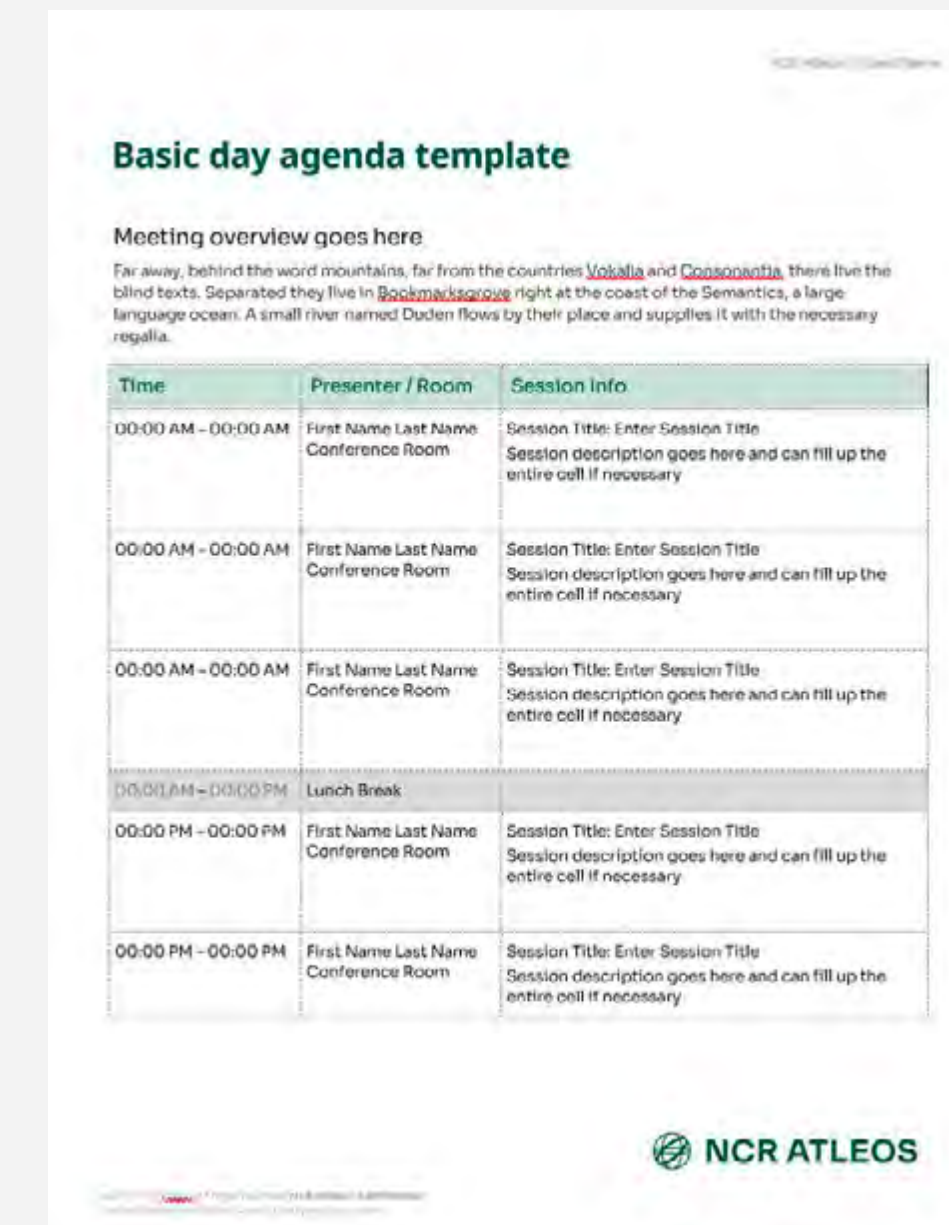 Basic day agenda template
Meeting overview goes here
Far away, behind the word mountains, far from the countries Vokalia and Consonantia, there live the
blind texts. Separated they live in Bookmarksgrove right at the coast of the Semantics, a large
language ocean. A small river named Duden flows by their place and supplies it with the necessary
regalia.
Time Presenter / Room Session Info
00:00 AM – 00:00 AM First Name Last Name Session Title: Enter Session Title
Conference Room Session description goes here and can fill up the
entire cell if necessary
00:00 AM – 00:00 AM First Name Last Name Session Title: Enter Session Title
Conference Room Session description goes here and can fill up the
entire cell if necessary
00:00 AM – 00:00 AM First Name Last Name Session Title: Enter Session Title
Conference Room Session description goes here and can fill up the
entire cell if necessary
00:00 AM – 00:00 PM Lunch Break
00:00 PM – 00:00 PM First Name Last Name Session Title: Enter Session Title
Conference Room Session description goes here and can fill up the
entire cell if necessary
00:00 PM – 00:00 PM First Name Last Name Session Title: Enter Session Title
Conference Room Session description goes here and can fill up the
entire cell if necessary
NCR ATLEOS